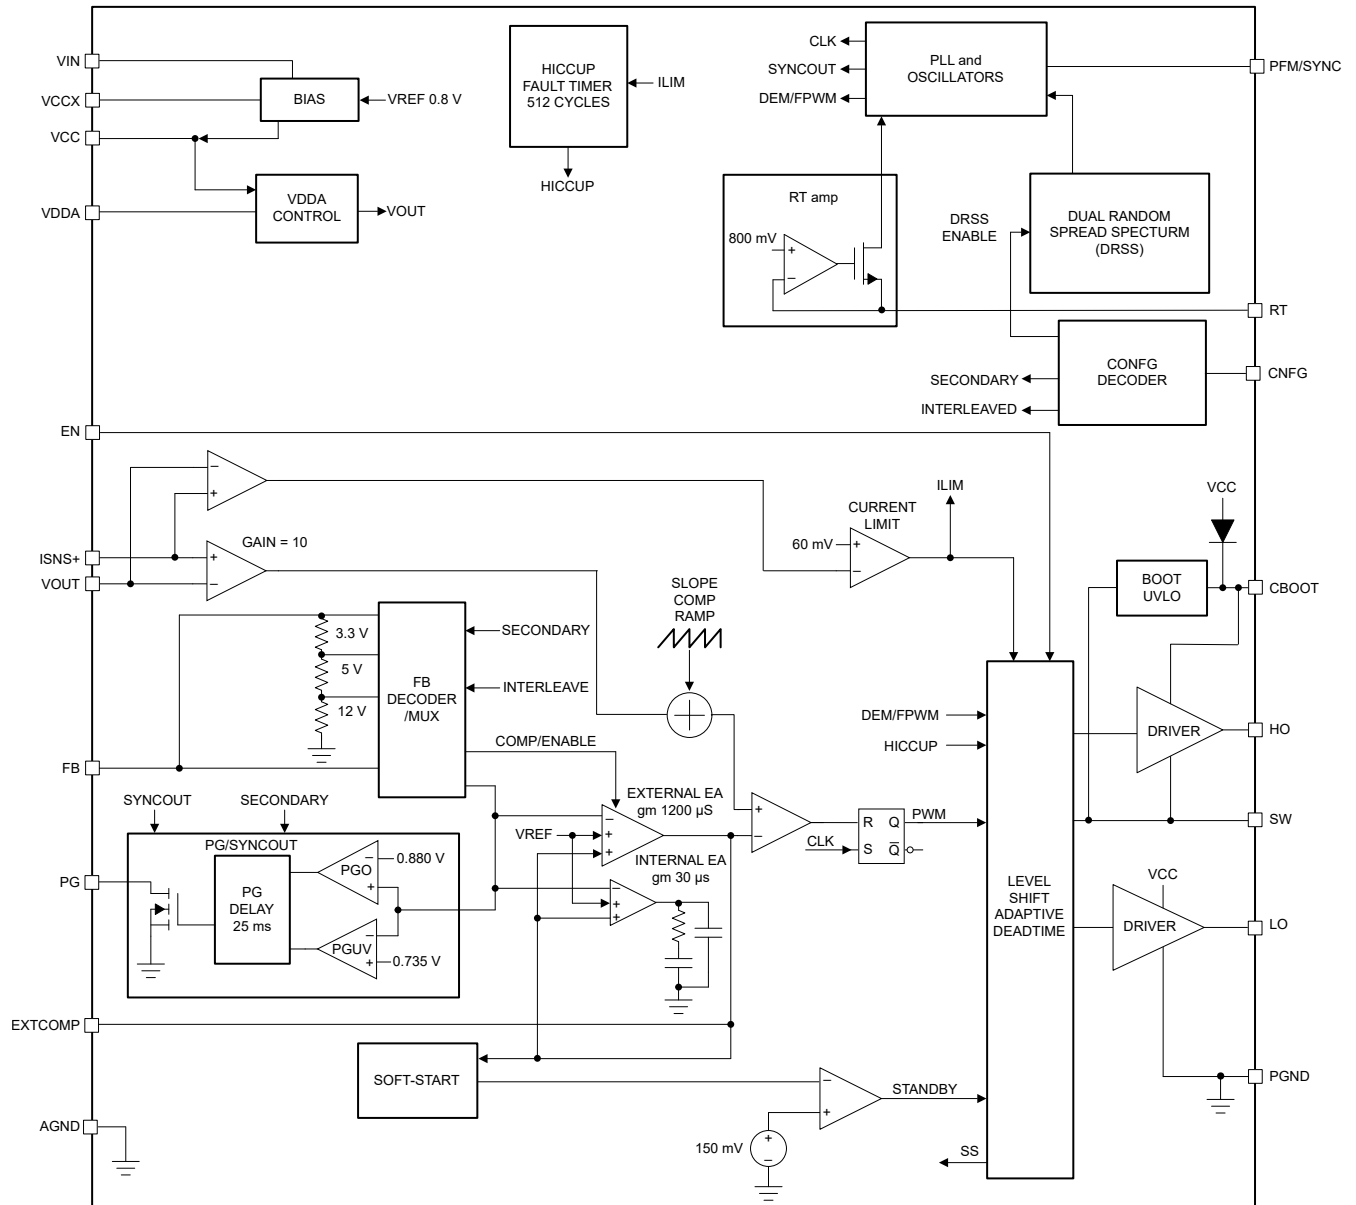 VIN
VCCX
VCC
VDDA
BIAS
VREF 0.8 V
VDDA
CONTROL
VOUT
HICCUP
FAULT TIMER
512 CYCLES
ILIM
HICCUP
CLK
SYNCOUT
DEM/FPWM
PLL and
OSCILLATORS
PFM/SYNC
RT amp
800 mV
+
−
DRSS
ENABLE
DUAL RANDOM
SPREAD SPECTURM
(DRSS)
RT
CONFG
DECODER
CNFG
SECONDARY
INTERLEAVED
EN
−
+
ISNS+
VOUT
+
−
GAIN = 10
CURRENT
LIMIT
60 mV
+
−
ILIM
VCC
BOOT
UVLO
CBOOT
3.3 V
5 V
12 V
FB
DECODER
/MUX
SECONDARY
INTERLEAVE
COMP/ENABLE
SLOPE
COMP
RAMP
FB
SYNCOUT
SECONDARY
PG/SYNCOUT
PG
PG
DELAY
25 ms
PGO
−
+
0.880 V
PGUV
−
+
0.735 V
VREF
EXTERNAL EA
gm 1200 µS
−
+
+
INTERNAL EA
gm 30 µs
−
+
+
+
−
R
Q
S
Q
CLK
PWM
DEM/FPWM
HICCUP
LEVEL
SHIFT
ADAPTIVE
DEADTIME
DRIVER
HO
SW
VCC
DRIVER
LO
PGND
EXTCOMP
SOFT-START
−
+
STANDBY
150 mV
+
−
SS
AGND